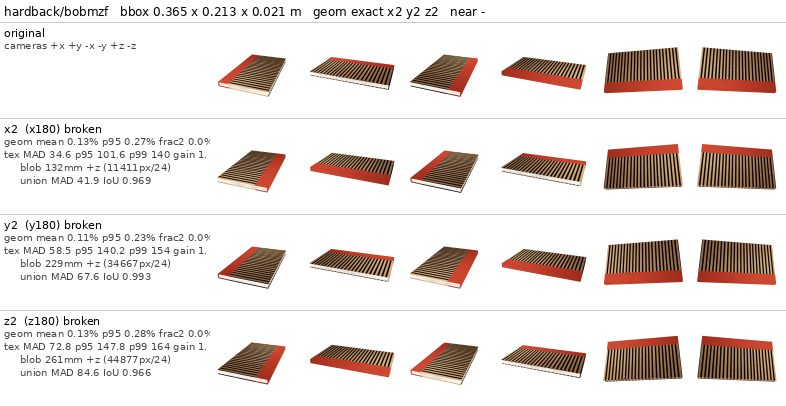 hardback/bobmzf   bbox 0.365 x 0.213 x 0.021 m   geom exact x2 y2 z2   near -
original
cameras +x +y -x -y +z -z
x2  (x180) broken
geom mean 0.13% p95 0.27% frac2 0.0%
tex MAD 34.6 p95 101.6 p99 140 gain 1.
blob 132mm +z (11411px/24)
union MAD 41.9 IoU 0.969
y2  (y180) broken
geom mean 0.11% p95 0.23% frac2 0.0%
tex MAD 58.5 p95 140.2 p99 154 gain 1.
blob 229mm +z (34667px/24)
union MAD 67.6 IoU 0.993
z2  (z180) broken
geom mean 0.13% p95 0.28% frac2 0.0%
tex MAD 72.8 p95 147.8 p99 164 gain 1.
blob 261mm +z (44877px/24)
union MAD 84.6 IoU 0.966